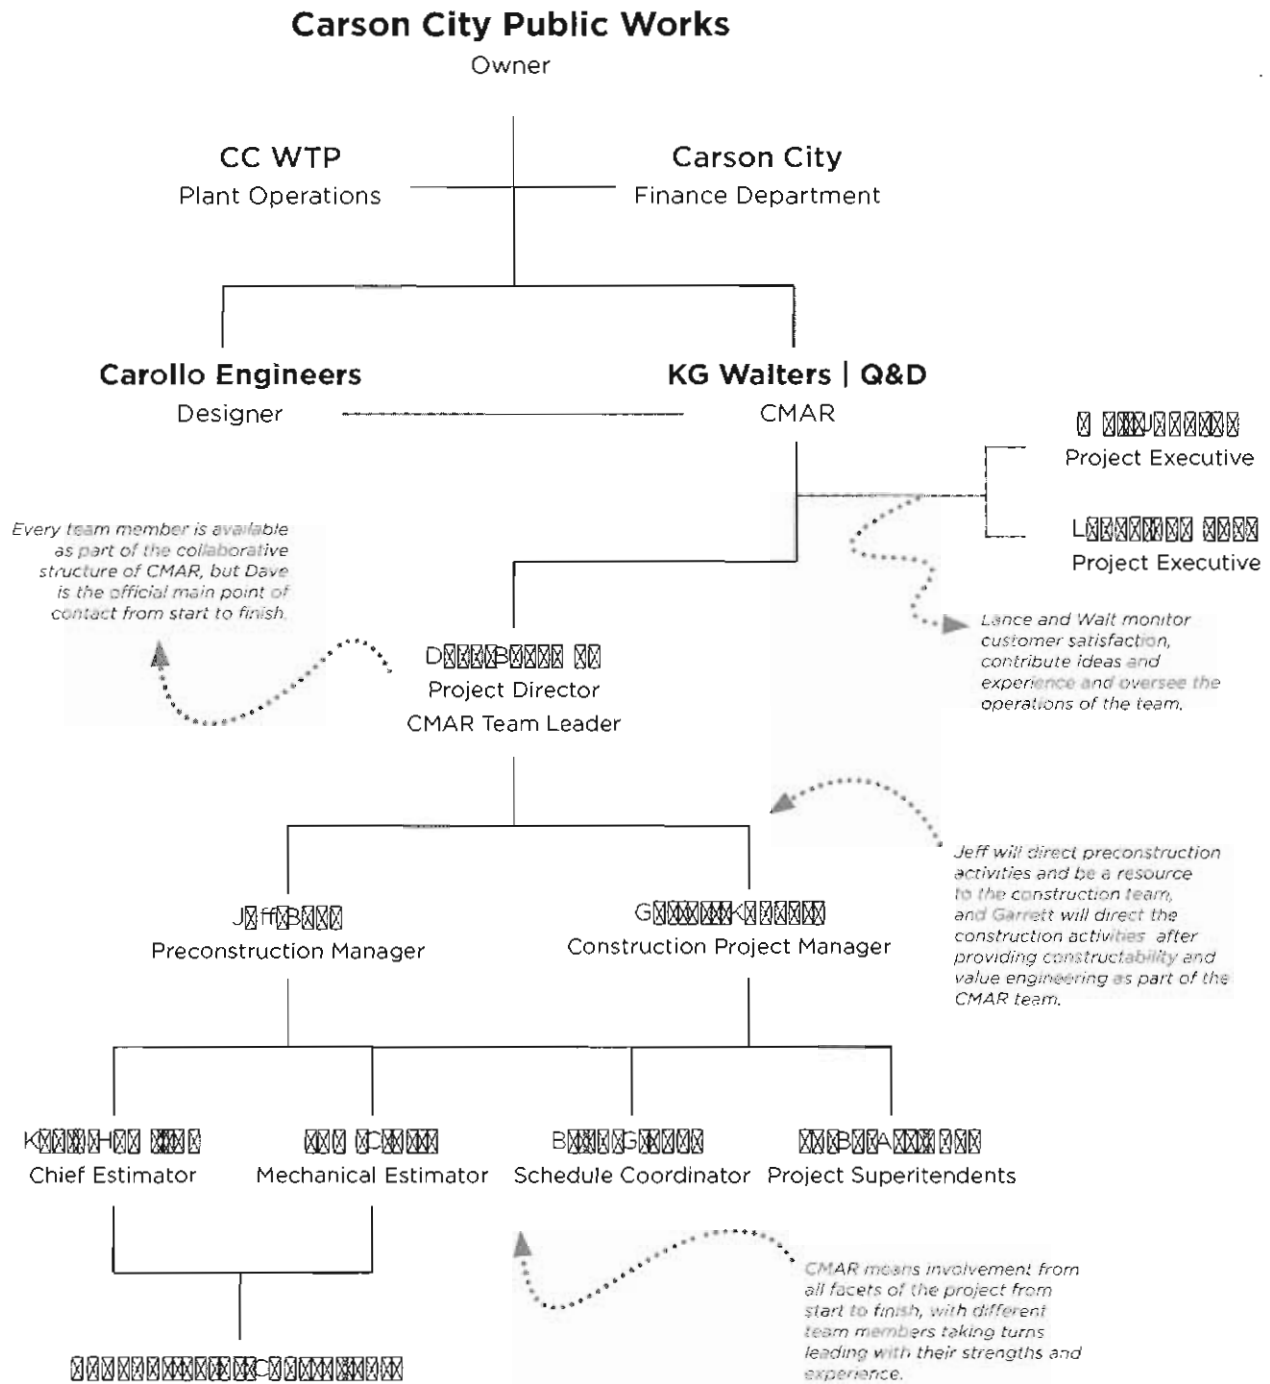 Carson City Public Works
Owner
CC WTP
Plant Operations
Carson City
Finance Department
Carollo Engineers
Designer
KG Walters | Q&D
CMAR
Project Executive
Project Executive
Every team member is available
as part of the collaborative
structure of CMAR, but Dave
is the official main point of
contact from start to finish.
Lance and Walt monitor
customer satisfaction,
contribute ideas and
experience and oversee the
operations of the team.
Project Director
CMAR Team Leader
Jeff will direct preconstruction
activities and be a resource
to the construction team,
and Garrett will direct the
construction activities after
providing constructability and
value engineering as part of the
CMAR team.
Preconstruction Manager
Construction Project Manager
Chief Estimator
Mechanical Estimator
Schedule Coordinator
Project Superitendents
CMAR means involvement from
all facets of the project from
start to finish, with different
team members taking turns
leading with their strengths and
experience.